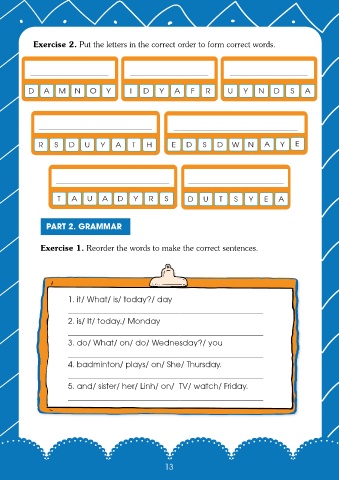 Exercise 2. Put the letters in the correct order to form correct words.
D A M N O Y
I D Y A F R
U Y N D S A
R S D U Y A T H
E D S D W N A Y E
T A U A D Y R S
D U T S Y E A
PART 2. GRAMMAR
Exercise 1. Reorder the words to make the correct sentences.
1. it/ What/ is/ today?/ day
2. is/ It/ today./ Monday
3. do/ What/ on/ do/ Wednesday?/ you
4. badminton/ plays/ on/ She/ Thursday.
5. and/ sister/ her/ Linh/ on/ TV/ watch/ Friday.
13